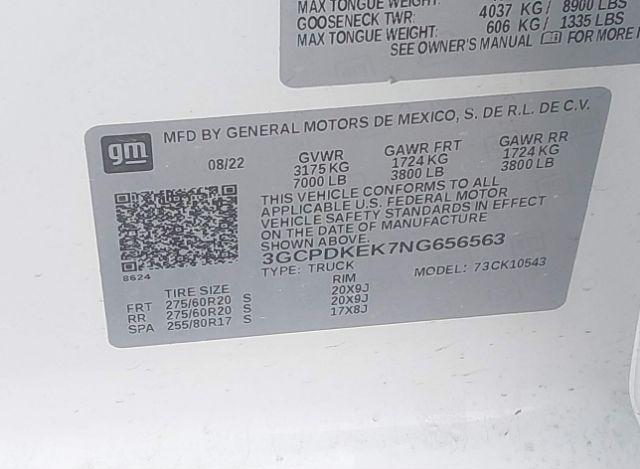 MAX TONGUE WEIGHT:
GOOSENECK TWR: 4037 KG/ 8900 LBS
MAX TONGUE WEIGHT: 606 KG/ 1335 LBS
SEE OWNER'S MANUAL FOR MORE
gm MFD BY GENERAL MOTORS DE MEXICO, S. DE R.L. DE C.V.
08/22 GVWR GAWR FRT GAWR RR
3175 KG 1724 KG 1724 KG
7000 LB 3800 LB 3800 LB
THIS VEHICLE CONFORMS TO ALL
APPLICABLE U.S. FEDERAL MOTOR
VEHICLE SAFETY STANDARDS IN EFFECT
ON THE DATE OF MANUFACTURE
SHOWN ABOVE
3GCPDKEK7NG656563
8624
TYPE: TRUCK MODEL: 73CK10543
TIRE SIZE RIM
FRT 275/60R20 S 20X9J
RR 275/60R20 S 20X9J
SPA 255/80R17 S 17X8J